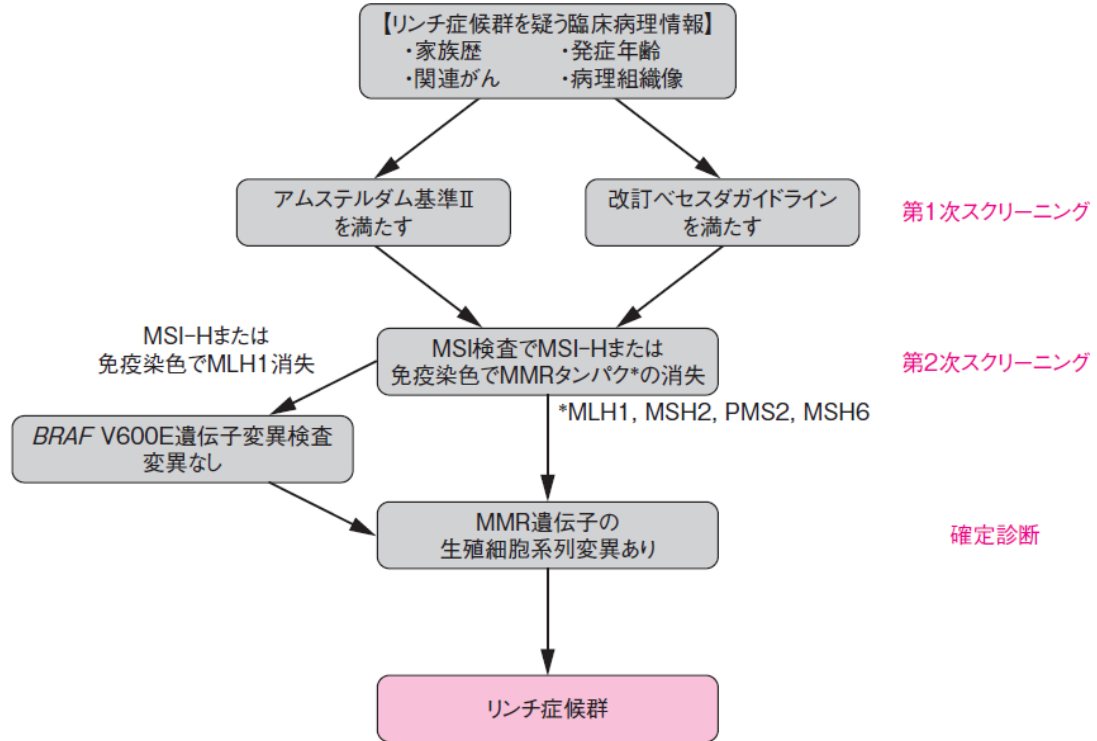 【リンチ症候群を疑う臨床病理情報】
・家族歴 ・発症年齢
・関連がん ・病理組織像
アムステルダム基準Ⅱ
を満たす
改訂ベセスダガイドライン
を満たす
第1次スクリーニング
MSI-Hまたは
免疫染色でMLH1消失
MSI検査でMSI-Hまたは
免疫染色でMMRタンパク*の消失
第2次スクリーニング
*MLH1, MSH2, PMS2, MSH6
BRAF V600E遺伝子変異検査
変異なし
MMR遺伝子の
生殖細胞系列変異あり
確定診断
リンチ症候群